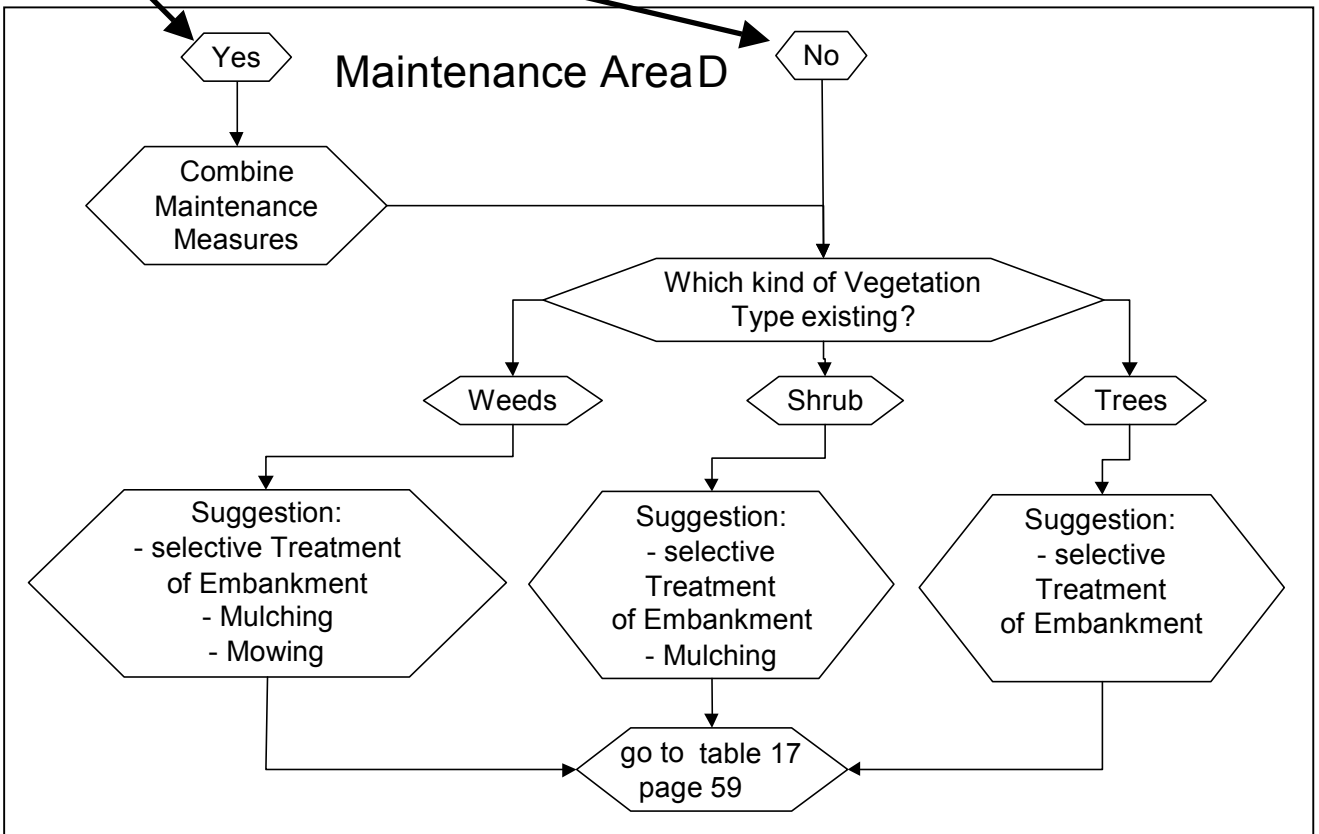 Yes
Maintenance Area D
No
Combine
Maintenance
Measures
Which kind of Vegetation
Type existing?
Weeds
Shrub
Trees
Suggestion:
- selective Treatment
of Embankment
- Mulching
- Mowing
Suggestion:
- selective
Treatment
of Embankment
- Mulching
Suggestion:
- selective
Treatment
of Embankment
go to table 17
page 59